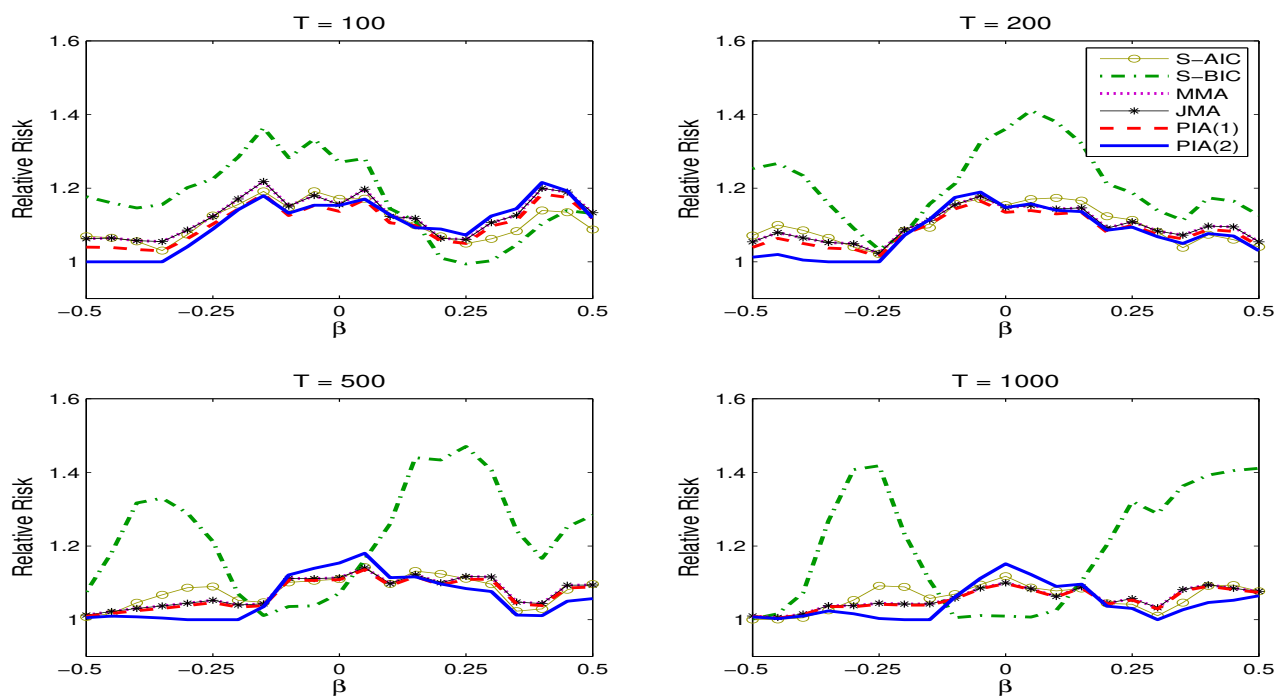 T = 100
1.6
1.4
1.2
1
Relative Risk
−0.5
−0.25
0
0.25
0.5
β
T = 200
1.6
1.4
1.2
1
Relative Risk
−0.5
−0.25
0
0.25
0.5
β
S−AIC
S−BIC
MMA
JMA
PIA(1)
PIA(2)
T = 500
1.6
1.4
1.2
1
Relative Risk
−0.5
−0.25
0
0.25
0.5
β
T = 1000
1.6
1.4
1.2
1
Relative Risk
−0.5
−0.25
0
0.25
0.5
β